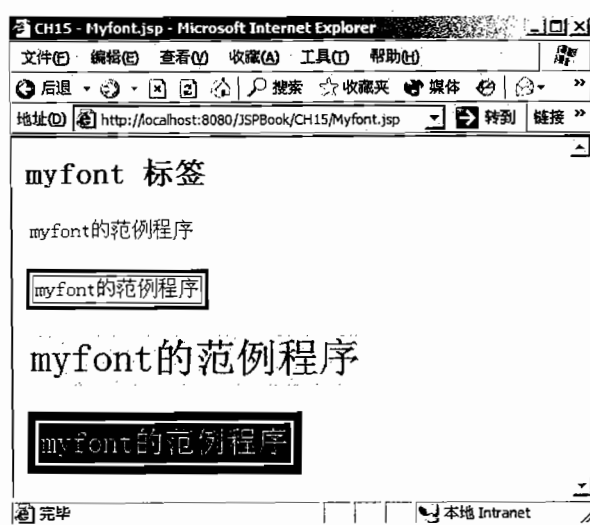 CH15 - Myfont.jsp - Microsoft Internet Explorer
文件(F) 编辑(E) 查看(V) 收藏(A) 工具(T) 帮助(H)
后退 搜索 收藏夹 媒体
地址(D) http://localhost:8080/JSPBook/CH15/Myfont.jsp 转到 链接 »
myfont 标签
myfont的范例程序
myfont的范例程序
myfont的范例程序
myfont的范例程序
完毕 本地 Intranet